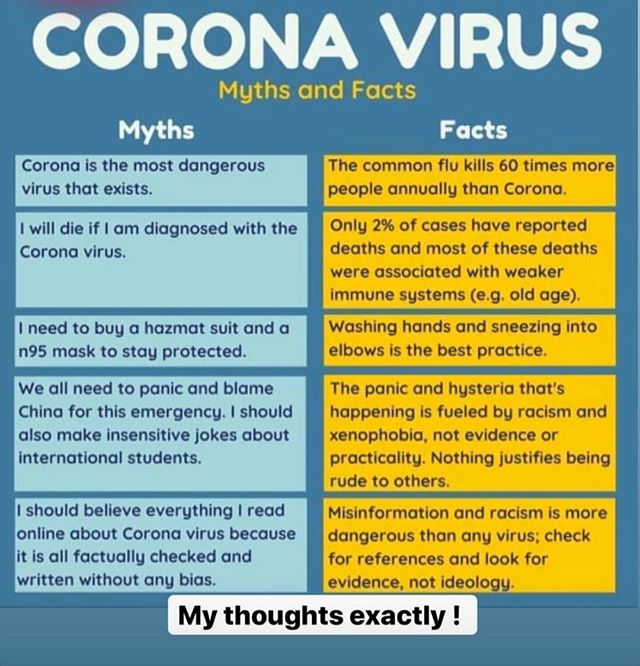 CORONA VIRUS
Myths and Facts
Myths
Facts
Corona is the most dangerous
virus that exists.
The common flu kills 60 times more
people annually than Corona.
I will die if I am diagnosed with the
Corona virus.
Only 2% of cases have reported
deaths and most of these deaths
were associated with weaker
immune systems (e.g. old age).
I need to buy a hazmat suit and a
n95 mask to stay protected.
Washing hands and sneezing into
elbows is the best practice.
We all need to panic and blame
China for this emergency. I should
also make insensitive jokes about
international students.
The panic and hysteria that's
happening is fueled by racism and
xenophobia, not evidence or
practicality. Nothing justifies being
rude to others.
I should believe everything I read
online about Corona virus because
it is all factually checked and
written without any bias.
Misinformation and racism is more
dangerous than any virus; check
for references and look for
evidence, not ideology.
My thoughts exactly !